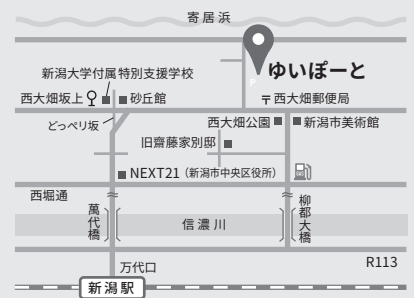 寄居浜
ゆいぽーと
P
新潟大学付属特別支援学校
西大畑坂上
砂丘館
〒西大畑郵便局
どっぺり坂
西大畑公園
新潟市美術館
旧齋藤家別邸
NEXT21（新潟市中央区役所）
西堀通
萬代橋
信濃川
柳都大橋
R113
万代口
新潟駅